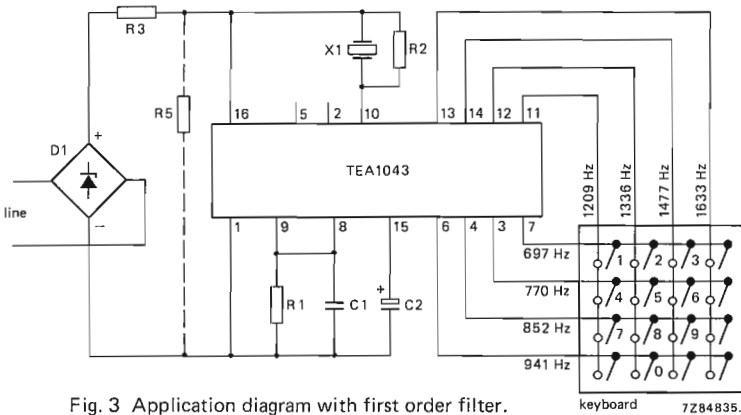 R3
X1
R2
16
5
2
10
13
14
12
11
R5
D1
+
TEA1043
line
−
1209 Hz
1336 Hz
1477 Hz
1633 Hz
1
9
8
15
6
4
3
7
697 Hz
1
2
3
R1
C1
+
C2
770 Hz
4
5
6
852 Hz
7
8
9
941 Hz
0
keyboard
7Z84835.
Fig. 3 Application diagram with first order filter.